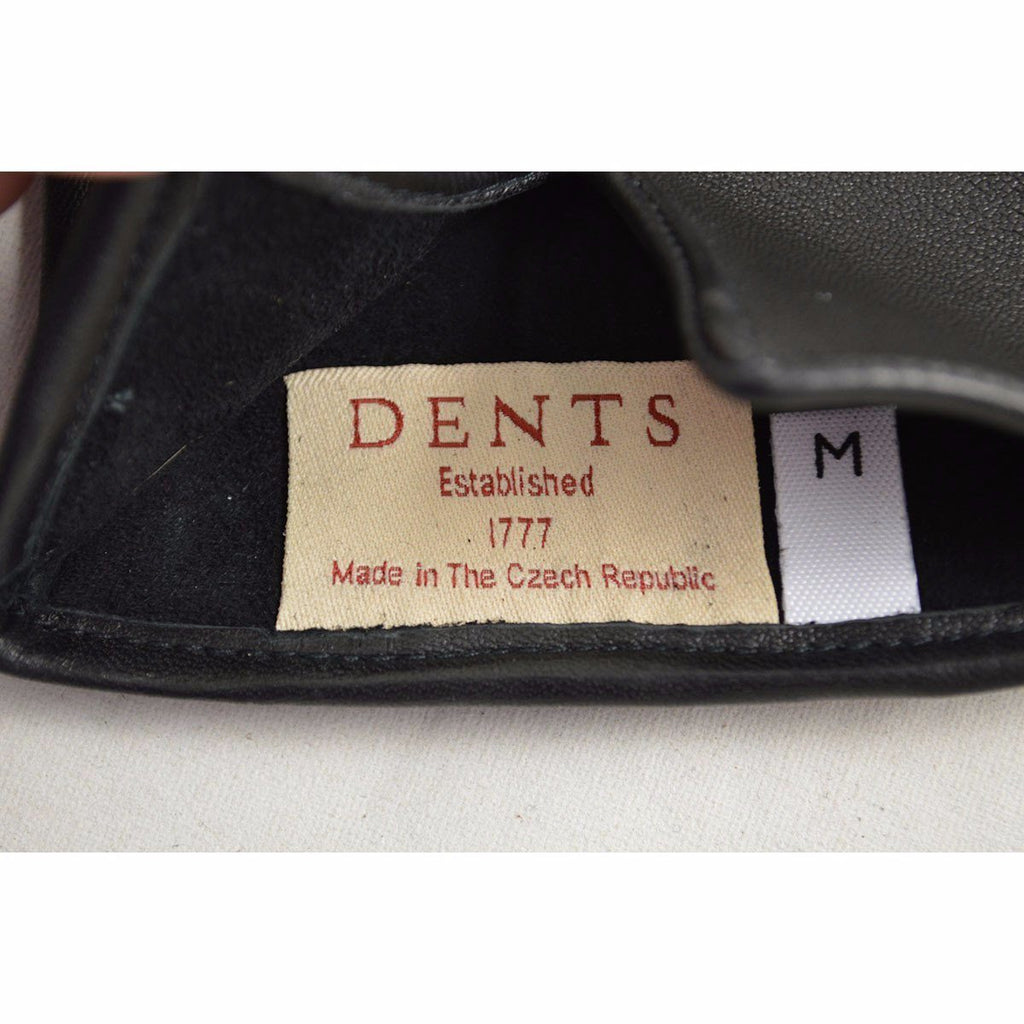 DENTS
Established
1777
Made in The Czech Republic
M